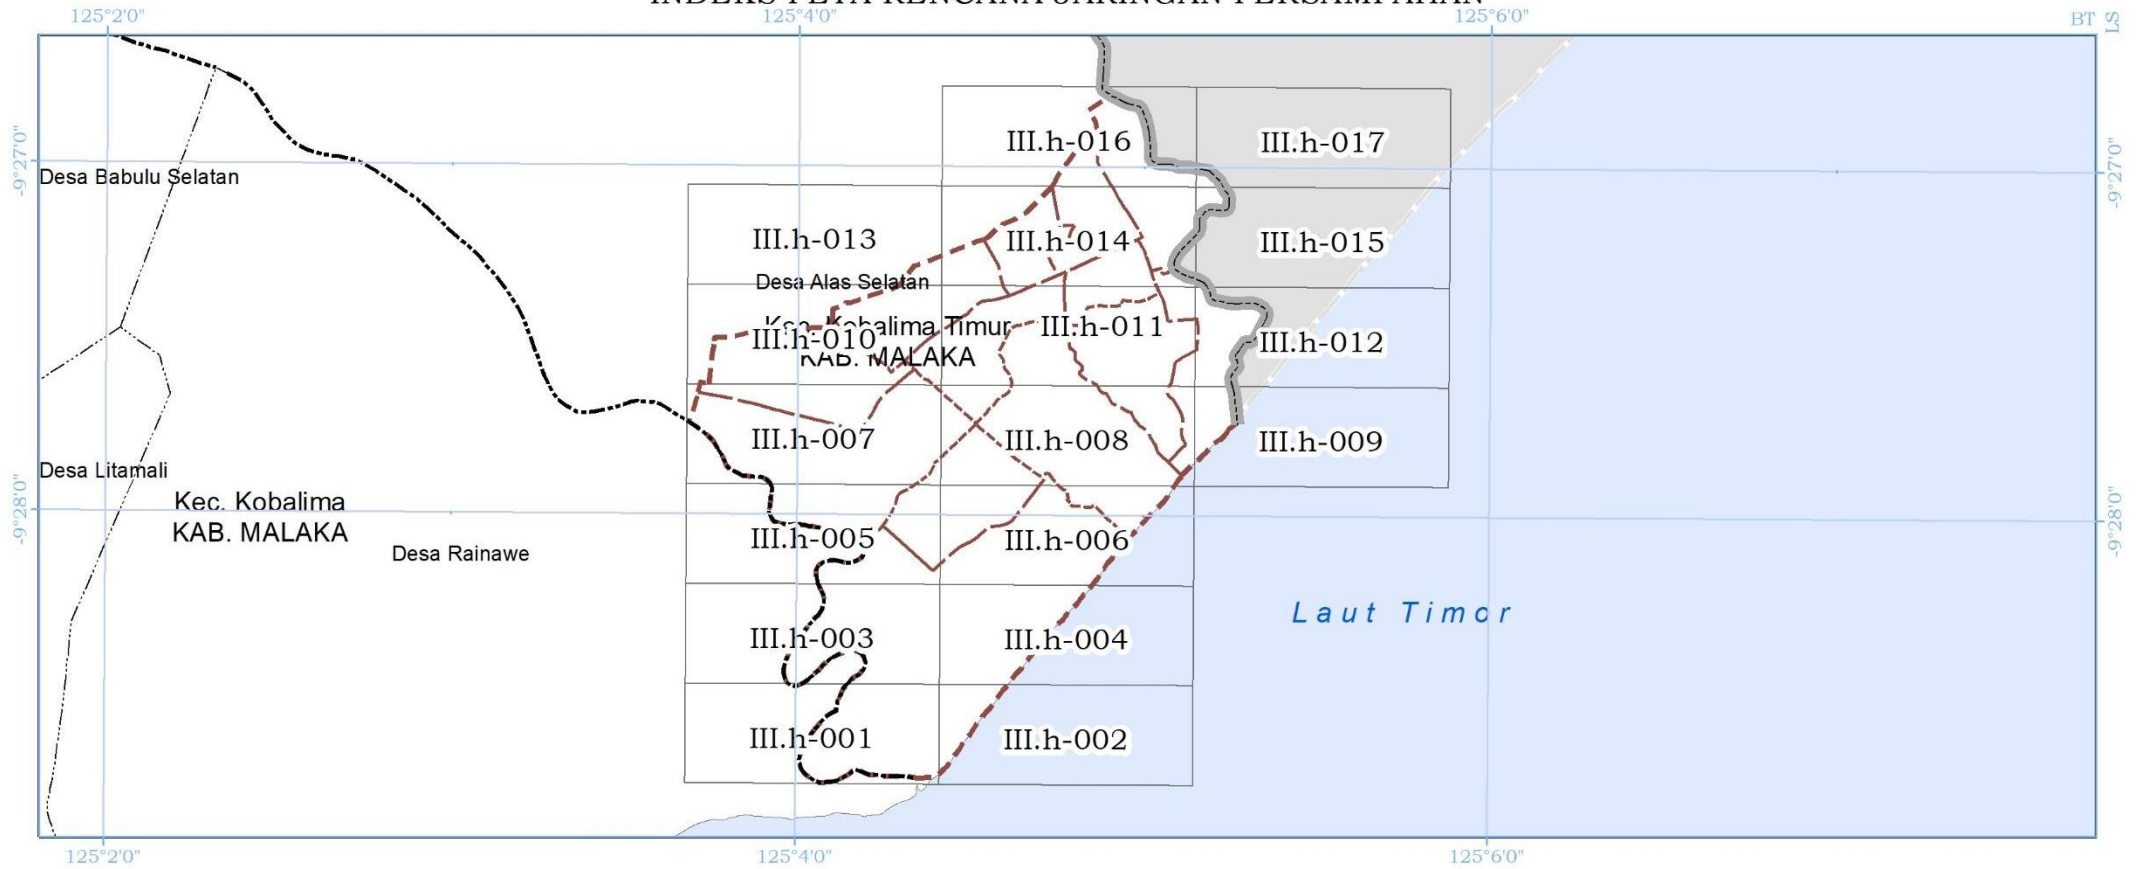 INDEKS PETA RENCANA JARINGAN PERSAMPAHAN
125°2'0" 125°4'0" 125°6'0" BT LS
-9°27'0" -9°27'0"
III.h-016 III.h-017
Desa Babulu Selatan
III.h-013 III.h-014 III.h-015
Desa Alas Selatan
Kec. Kobalima Timur
III.h-010 III.h-011 III.h-012
KAB. MALAKA
III.h-007 III.h-008 III.h-009
Desa Litamali
-9°28'0" -9°28'0"
Kec. Kobalima
KAB. MALAKA
III.h-005 III.h-006
Desa Rainawe
Laut Timor
III.h-003 III.h-004
III.h-001 III.h-002
125°2'0" 125°4'0" 125°6'0"